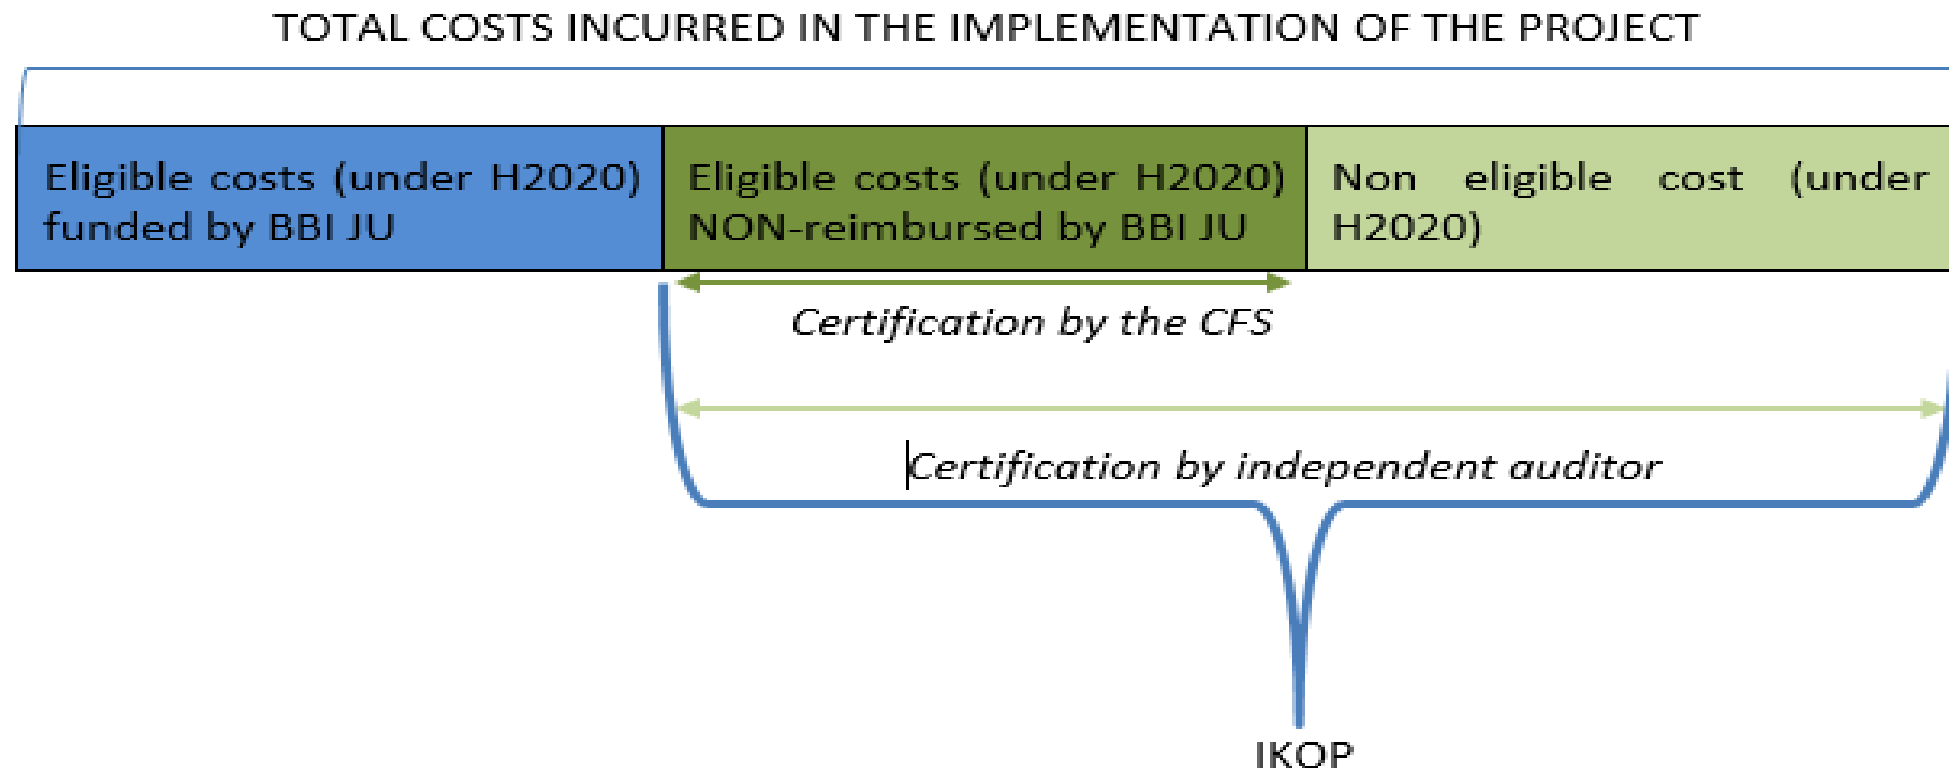 TOTAL COSTS INCURRED IN THE IMPLEMENTATION OF THE PROJECT
Eligible costs (under H2020)
funded by BBI JU
Eligible costs (under H2020)
NON-reimbursed by BBI JU
Non eligible cost (under
H2020)
Certification by the CFS
Certification by independent auditor
IKOP